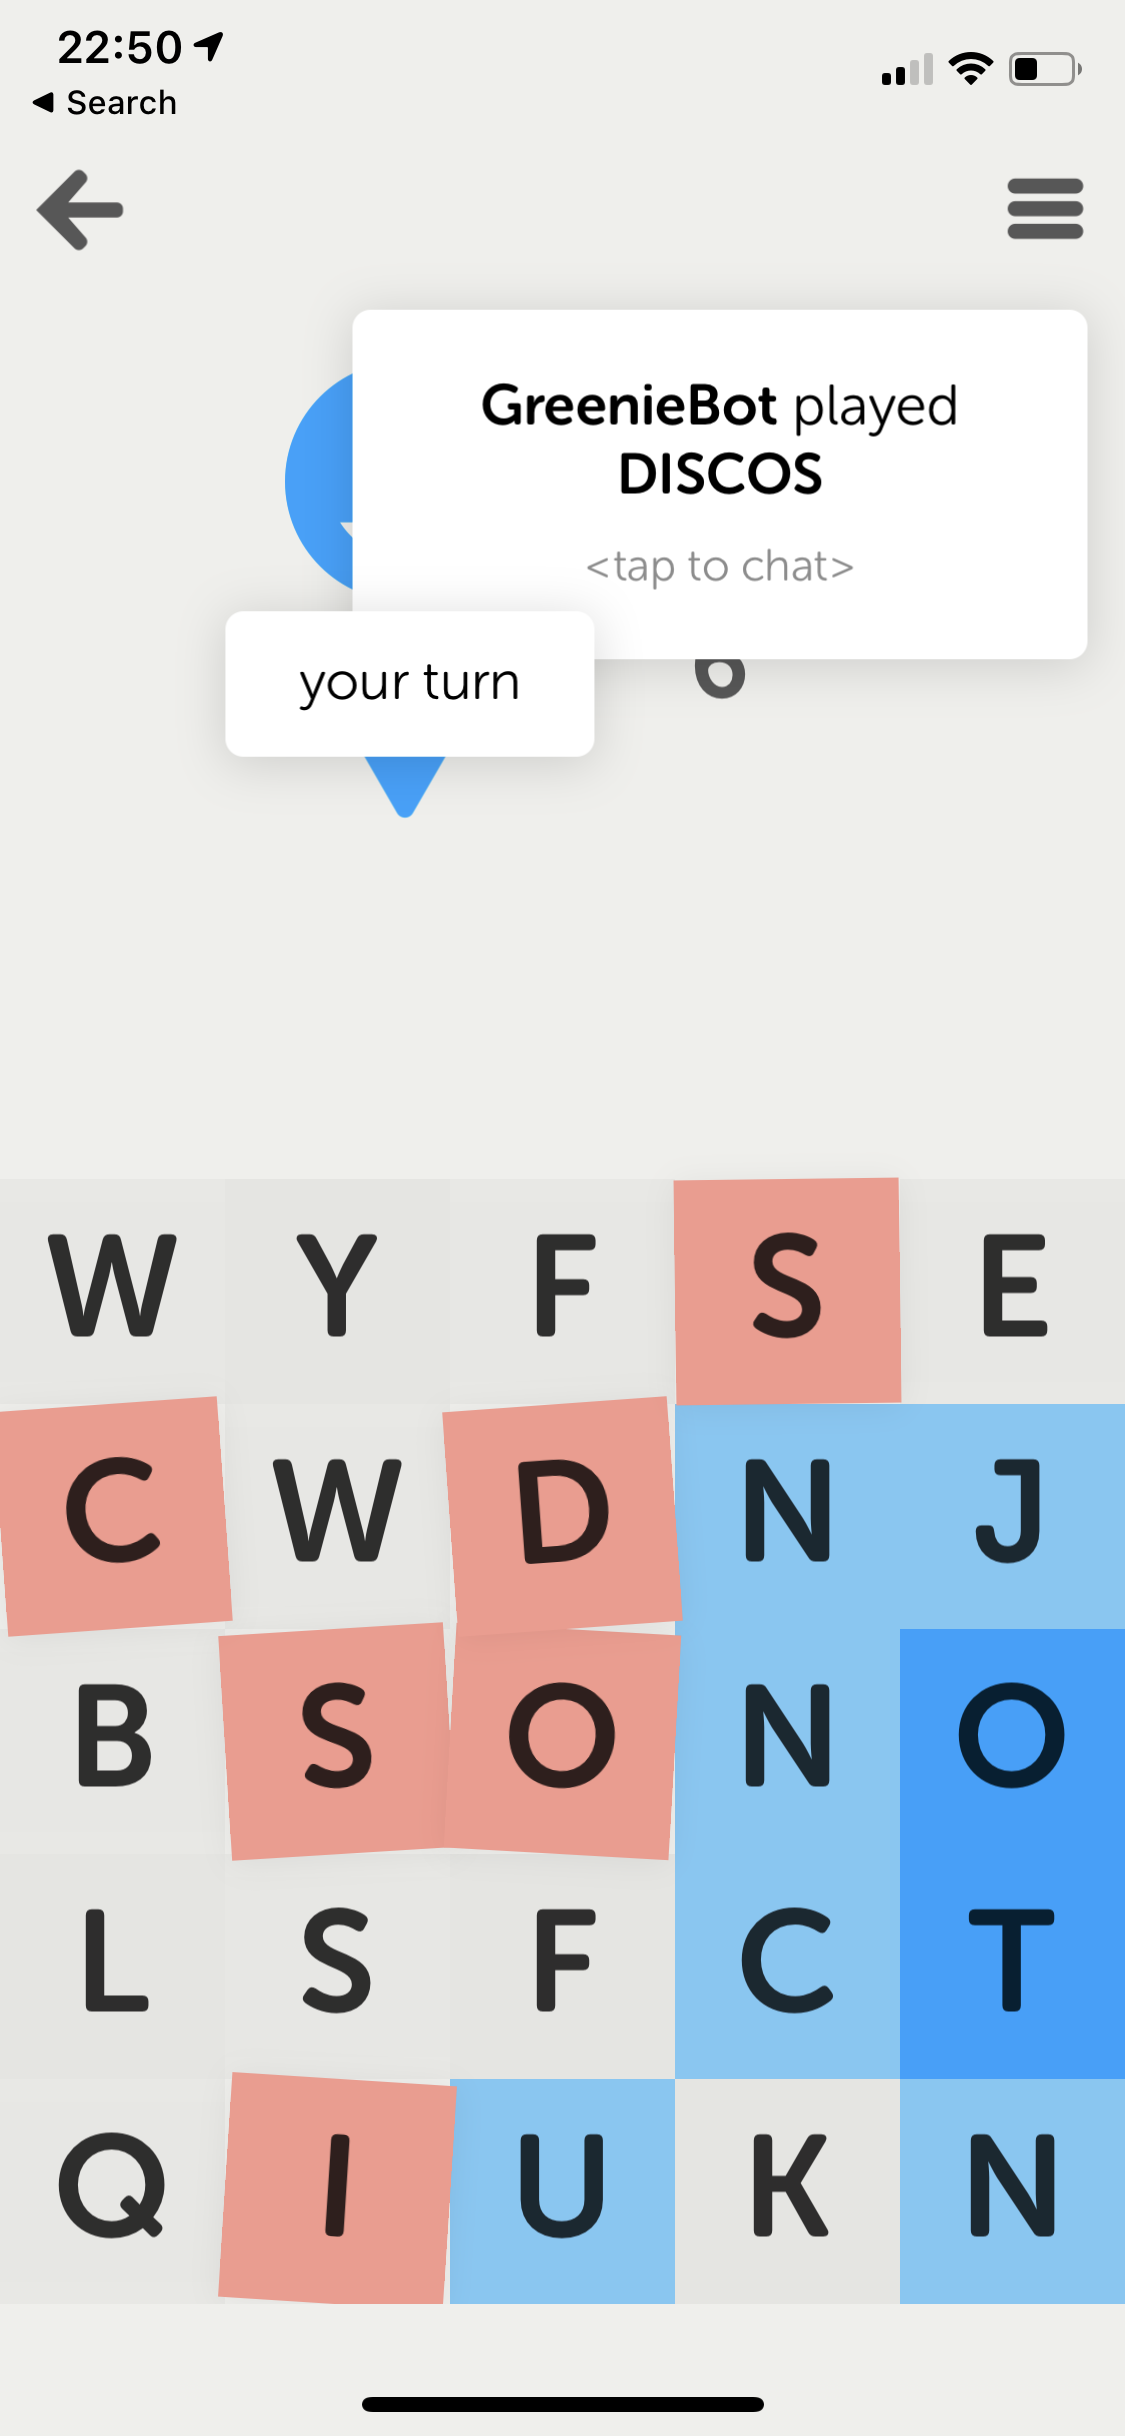 22:50
Search
GreenieBot played
DISCOS
<tap to chat>
your turn
6
W Y F S E
C W D N J
B S O N O
L S F C T
Q I U K N